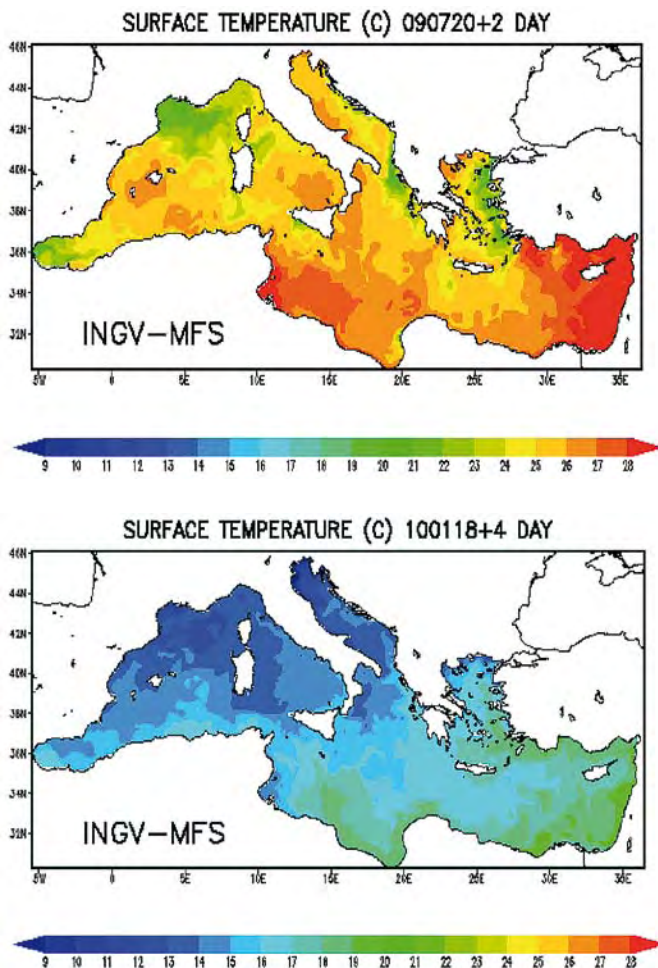 SURFACE TEMPERATURE (C) 090720+2 DAY
46N
44N
42N
40N
38N
36N
34N
32N
INGV-MFS
5W 0 5E 10E 15E 20E 25E 30E 35E
9 10 11 12 13 14 15 16 17 18 19 20 21 22 23 24 25 26 27 28
SURFACE TEMPERATURE (C) 100118+4 DAY
46N
44N
42N
40N
38N
36N
34N
32N
INGV-MFS
5W 0 5E 10E 15E 20E 25E 30E 35E
9 10 11 12 13 14 15 16 17 18 19 20 21 22 23 24 25 26 27 28